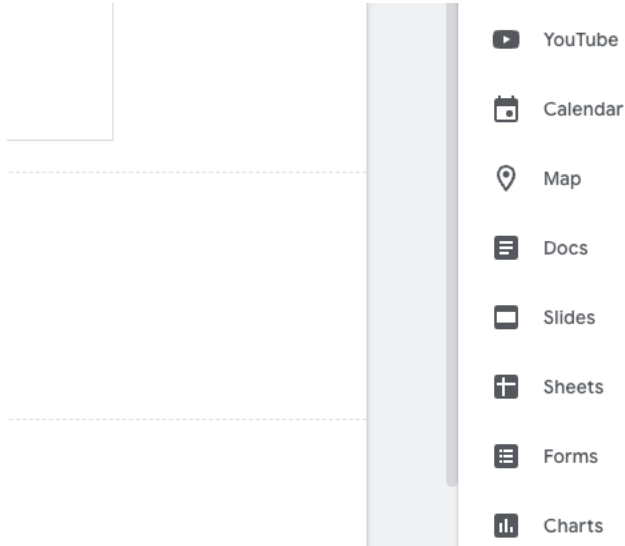 YouTube
Calendar
Map
Docs
Slides
Sheets
Forms
Charts